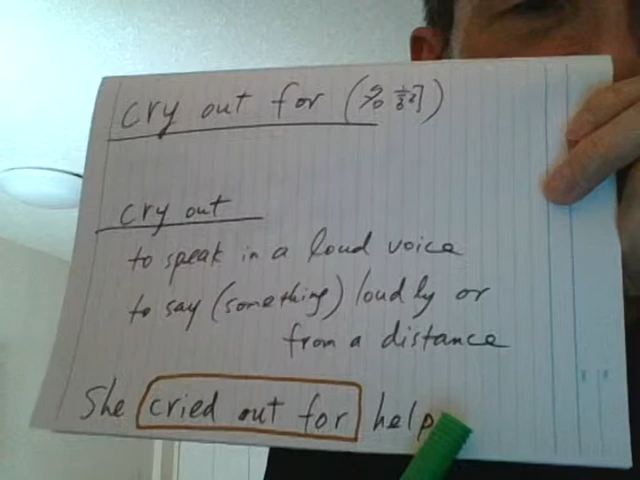 cry out for
cry out
to speak in a loud voice
to say (something) loudly or
from a distance
She cried out for help